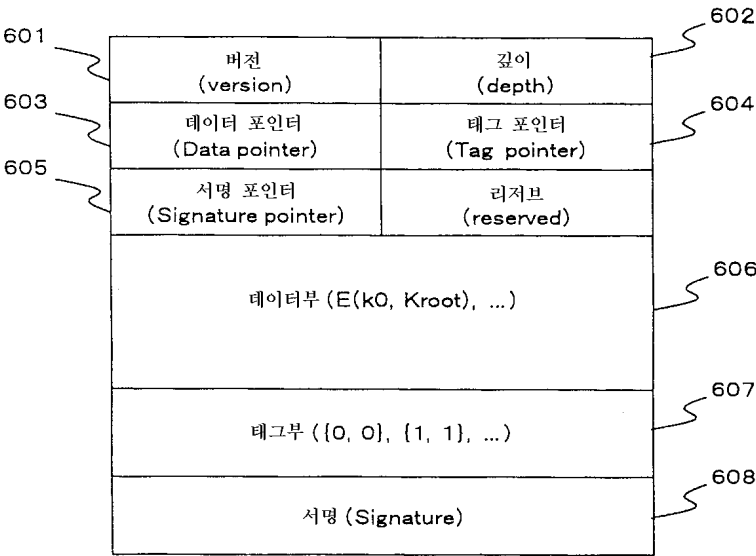 601
602
버전
(version)
깊이
(depth)
603
604
데이터 포인터
(Data pointer)
태그 포인터
(Tag pointer)
605
서명 포인터
(Signature pointer)
리저브
(reserved)
606
데이터부 (E(k0, Kroot), ...)
607
태그부 ({0, 0}, {1, 1}, ...)
608
서명 (Signature)